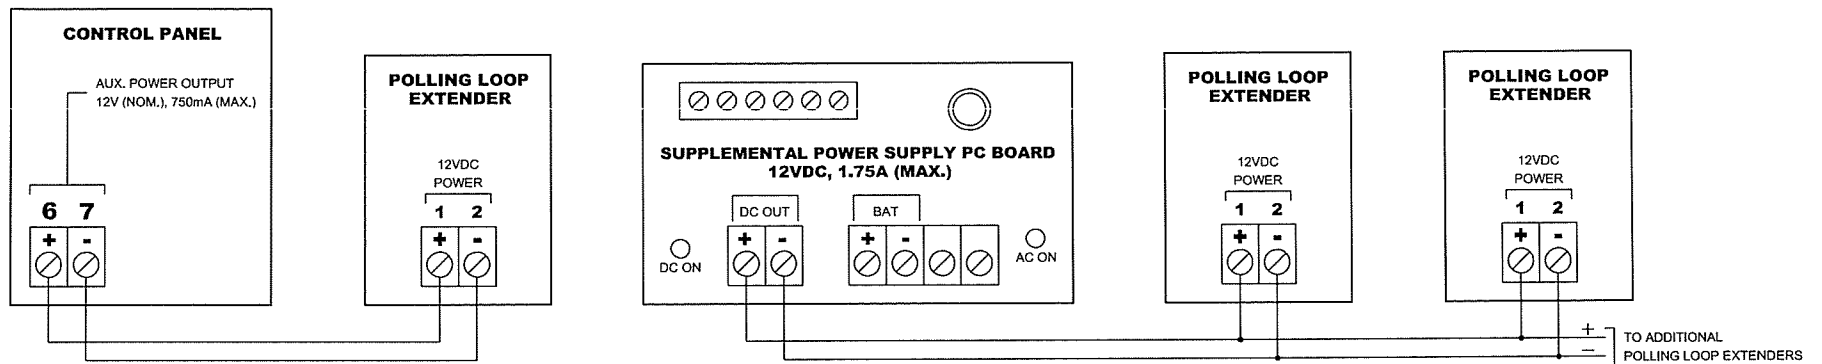 CONTROL PANEL
AUX. POWER OUTPUT
12V (NOM.), 750mA (MAX.)
6 7
+ -
POLLING LOOP
EXTENDER
12VDC
POWER
1 2
+ -
SUPPLEMENTAL POWER SUPPLY PC BOARD
12VDC, 1.75A (MAX.)
DC OUT
BAT
+ -
+ -
DC ON
AC ON
POLLING LOOP
EXTENDER
12VDC
POWER
1 2
+ -
POLLING LOOP
EXTENDER
12VDC
POWER
1 2
+ -
+
TO ADDITIONAL
−
POLLING LOOP EXTENDERS